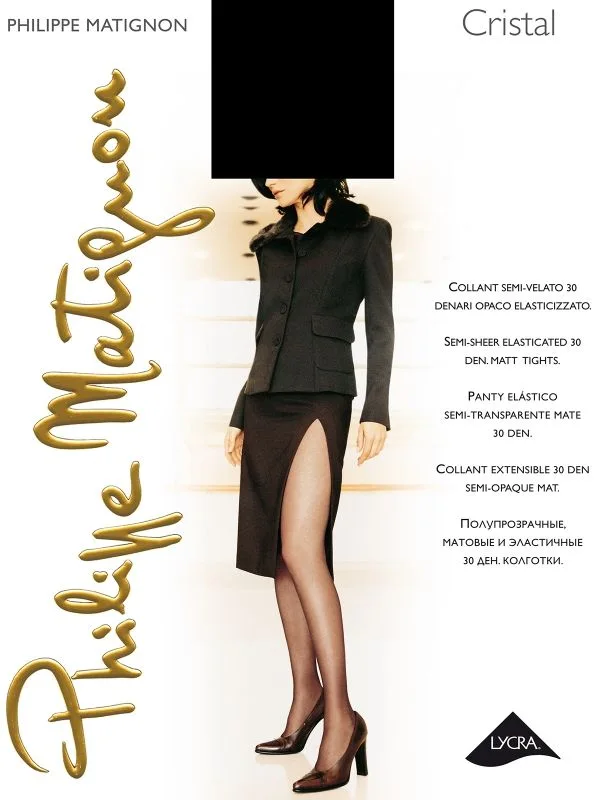 PHILIPPE MATIGNON
Cristal
Philippe Matignon
COLLANT SEMI-VELATO 30
DENARI OPACO ELASTICIZZATO.
SEMI-SHEER ELASTICATED 30
DEN. MATT TIGHTS.
PANTY ELÁSTICO
SEMI-TRANSPARENTE MATE
30 DEN.
COLLANT EXTENSIBLE 30 DEN
SEMI-OPAQUE MAT.
ПОЛУПРОЗРАЧНЫЕ,
МАТОВЫЕ И ЭЛАСТИЧНЫЕ
30 ДЕН. КОЛГОТКИ.
LYCRA